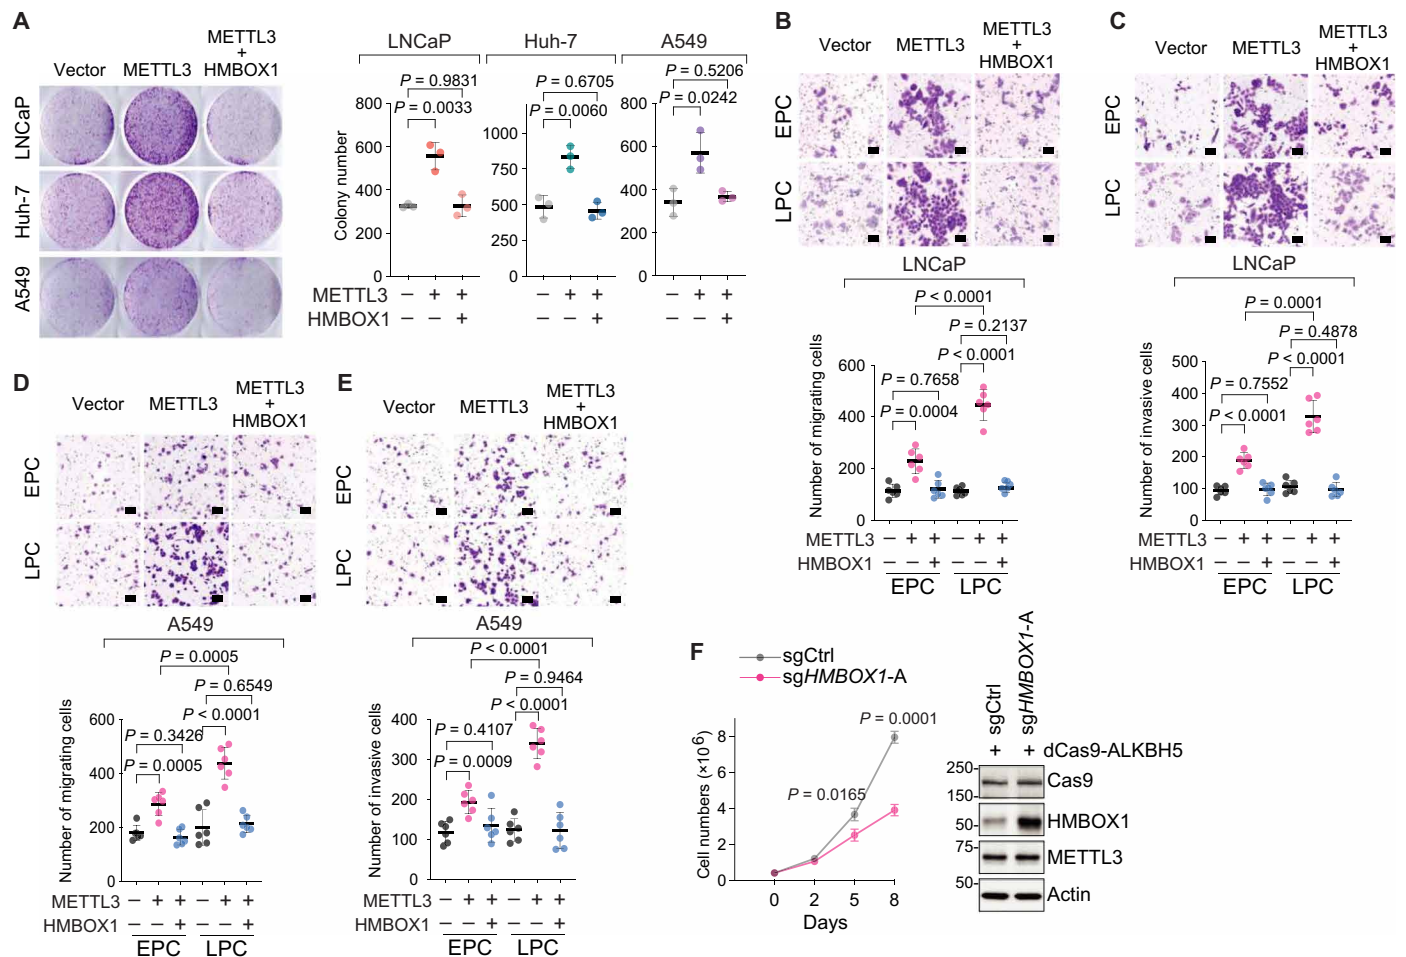 A
Vector METTL3 METTL3 + HMBOX1
LNCaP
Huh-7
A549
LNCaP Huh-7 A549
P = 0.9831
P = 0.0033
P = 0.6705
P = 0.0060
P = 0.5206
P = 0.0242
Colony number
800
600
400
200
0
1000
750
500
250
0
800
600
400
200
0
METTL3 – + + – + + – + +
HMBOX1 – – + – – + – – +
B
Vector METTL3 METTL3 + HMBOX1
EPC
LPC
LNCaP
P < 0.0001
P = 0.2137
P < 0.0001
P = 0.7658
P = 0.0004
Number of migrating cells
600
400
200
0
METTL3 – + + – + +
HMBOX1 – – + – – +
EPC LPC
C
Vector METTL3 METTL3 + HMBOX1
EPC
LPC
LNCaP
P = 0.0001
P = 0.4878
P < 0.0001
P = 0.7552
P < 0.0001
Number of invasive cells
500
400
300
200
100
0
METTL3 – + + – + +
HMBOX1 – – + – – +
EPC LPC
D
Vector METTL3 METTL3 + HMBOX1
EPC
LPC
A549
P = 0.0005
P = 0.6549
P < 0.0001
P = 0.3426
P = 0.0005
Number of migrating cells
600
400
200
0
METTL3 – + + – + +
HMBOX1 – – + – – +
EPC LPC
E
Vector METTL3 METTL3 + HMBOX1
EPC
LPC
A549
P < 0.0001
P = 0.9464
P < 0.0001
P = 0.4107
P = 0.0009
Number of invasive cells
400
300
200
100
0
METTL3 – + + – + +
HMBOX1 – – + – – +
EPC LPC
F
sgCtrl
sgHMBOX1-A
P = 0.0001
P = 0.0165
Cell numbers (×10⁶)
8
6
4
2
0
0 2 5 8
Days
sgCtrl
sgHMBOX1-A
+ + dCas9-ALKBH5
250
150
Cas9
50
HMBOX1
75
METTL3
50
Actin